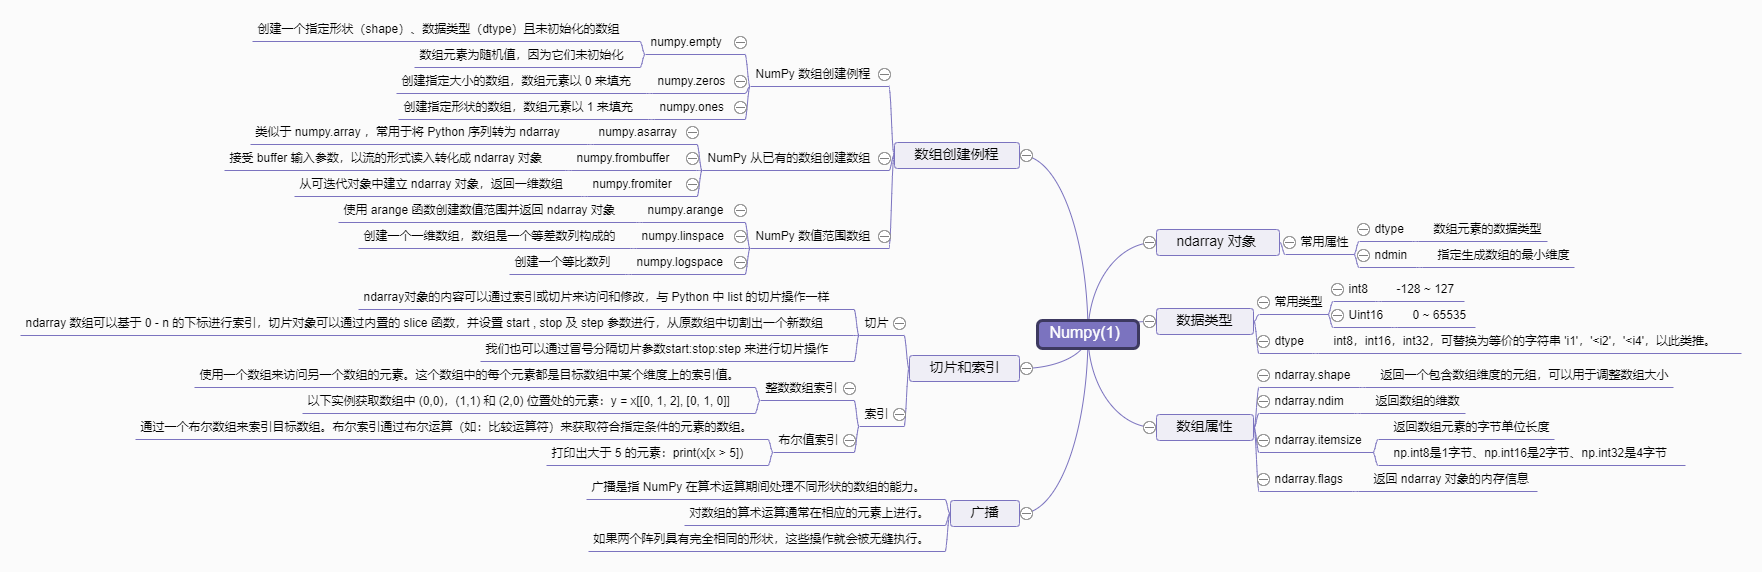 Numpy(1)
ndarray 对象
常用属性
dtype
数组元素的数据类型
ndmin
指定生成数组的最小维度
数据类型
常用类型
int8
-128 ~ 127
Uint16
0 ~ 65535
dtype
int8，int16，int32，可替换为等价的字符串 'i1'，'<i2'，'<i4'，以此类推。
数组属性
ndarray.shape
返回一个包含数组维度的元组，可以用于调整数组大小
ndarray.ndim
返回数组的维数
ndarray.itemsize
返回数组元素的字节单位长度
np.int8是1字节、np.int16是2字节、np.int32是4字节
ndarray.flags
返回 ndarray 对象的内存信息
数组创建例程
NumPy 数组创建例程
numpy.empty
创建一个指定形状（shape）、数据类型（dtype）且未初始化的数组
数组元素为随机值，因为它们未初始化
numpy.zeros
创建指定大小的数组，数组元素以 0 来填充
numpy.ones
创建指定形状的数组，数组元素以 1 来填充
NumPy 从已有的数组创建数组
numpy.asarray
类似于 numpy.array ，常用于将 Python 序列转为 ndarray
numpy.frombuffer
接受 buffer 输入参数，以流的形式读入转化成 ndarray 对象
numpy.fromiter
从可迭代对象中建立 ndarray 对象，返回一维数组
NumPy 数值范围数组
numpy.arange
使用 arange 函数创建数值范围并返回 ndarray 对象
numpy.linspace
创建一个一维数组，数组是一个等差数列构成的
numpy.logspace
创建一个等比数列
切片和索引
切片
ndarray对象的内容可以通过索引或切片来访问和修改，与 Python 中 list 的切片操作一样
ndarray 数组可以基于 0 - n 的下标进行索引，切片对象可以通过内置的 slice 函数，并设置 start , stop 及 step 参数进行，从原数组中切割出一个新数组
我们也可以通过冒号分隔切片参数start:stop:step 来进行切片操作
索引
整数数组索引
使用一个数组来访问另一个数组的元素。这个数组中的每个元素都是目标数组中某个维度上的索引值。
以下实例获取数组中 (0,0)，(1,1) 和 (2,0) 位置处的元素：y = x[[0, 1, 2], [0, 1, 0]]
布尔值索引
通过一个布尔数组来索引目标数组。布尔索引通过布尔运算（如：比较运算符）来获取符合指定条件的元素的数组。
打印出大于 5 的元素：print(x[x > 5])
广播
广播是指 NumPy 在算术运算期间处理不同形状的数组的能力。
对数组的算术运算通常在相应的元素上进行。
如果两个阵列具有完全相同的形状，这些操作就会被无缝执行。